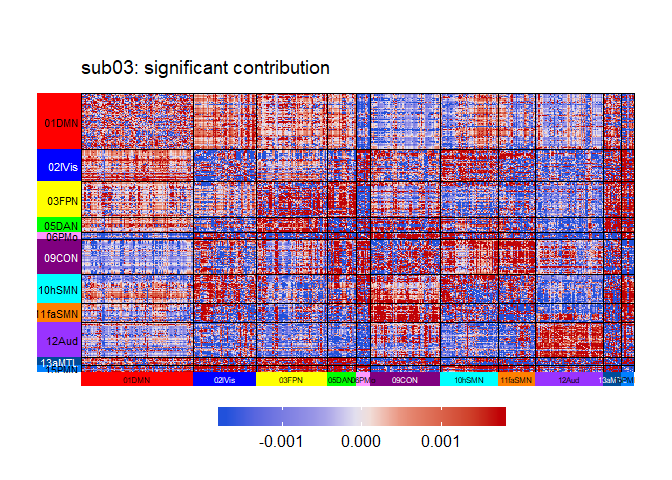 sub03: significant contribution
01DMN
02lVis
03FPN
05DAN
06PMo
09CON
10hSMN
11faSMN
12Aud
13aMTL
15PMN
01DMN 02lVis 03FPN 05DAN 06PMo 09CON 10hSMN 11faSMN 12Aud 13aMTL
-0.001 0.000 0.001